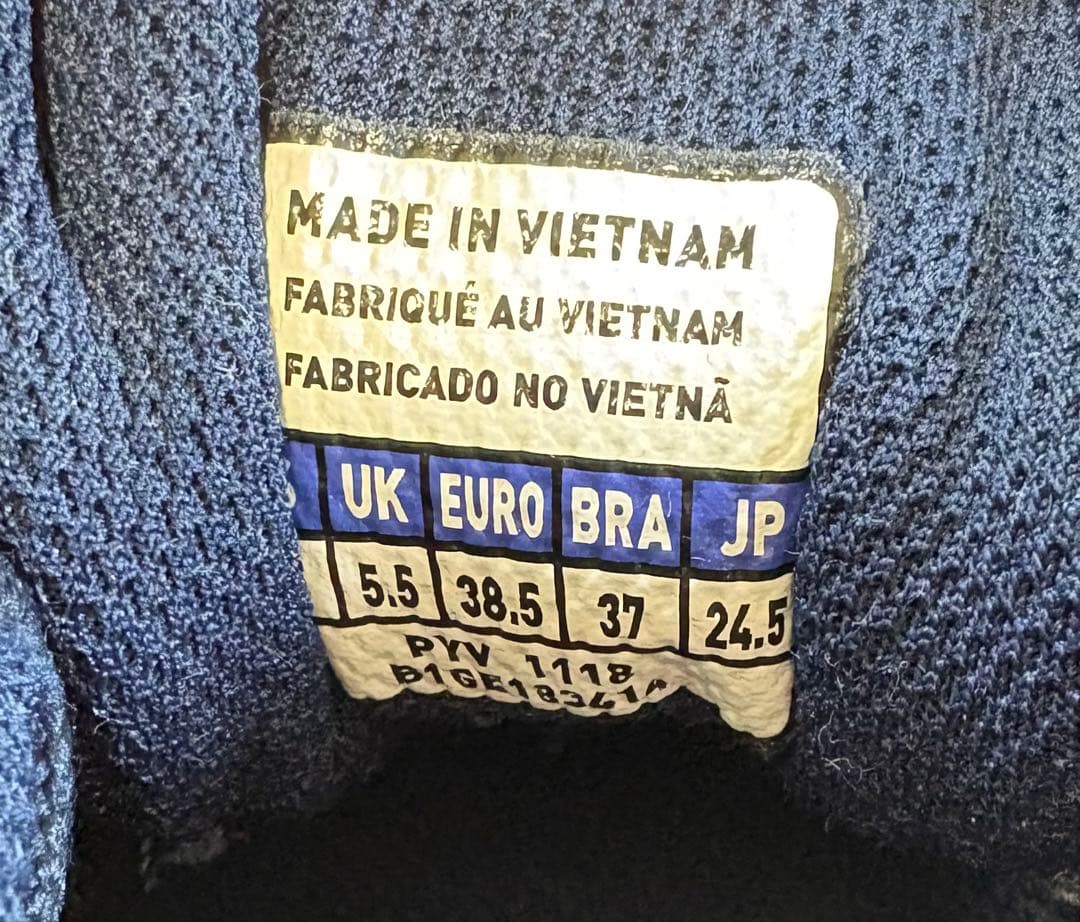 MADE IN VIETNAM
FABRIQUÉ AU VIETNAM
FABRICADO NO VIETNÃ
UK EURO BRA JP
5.5 38.5 37 24.5
PYV 1118